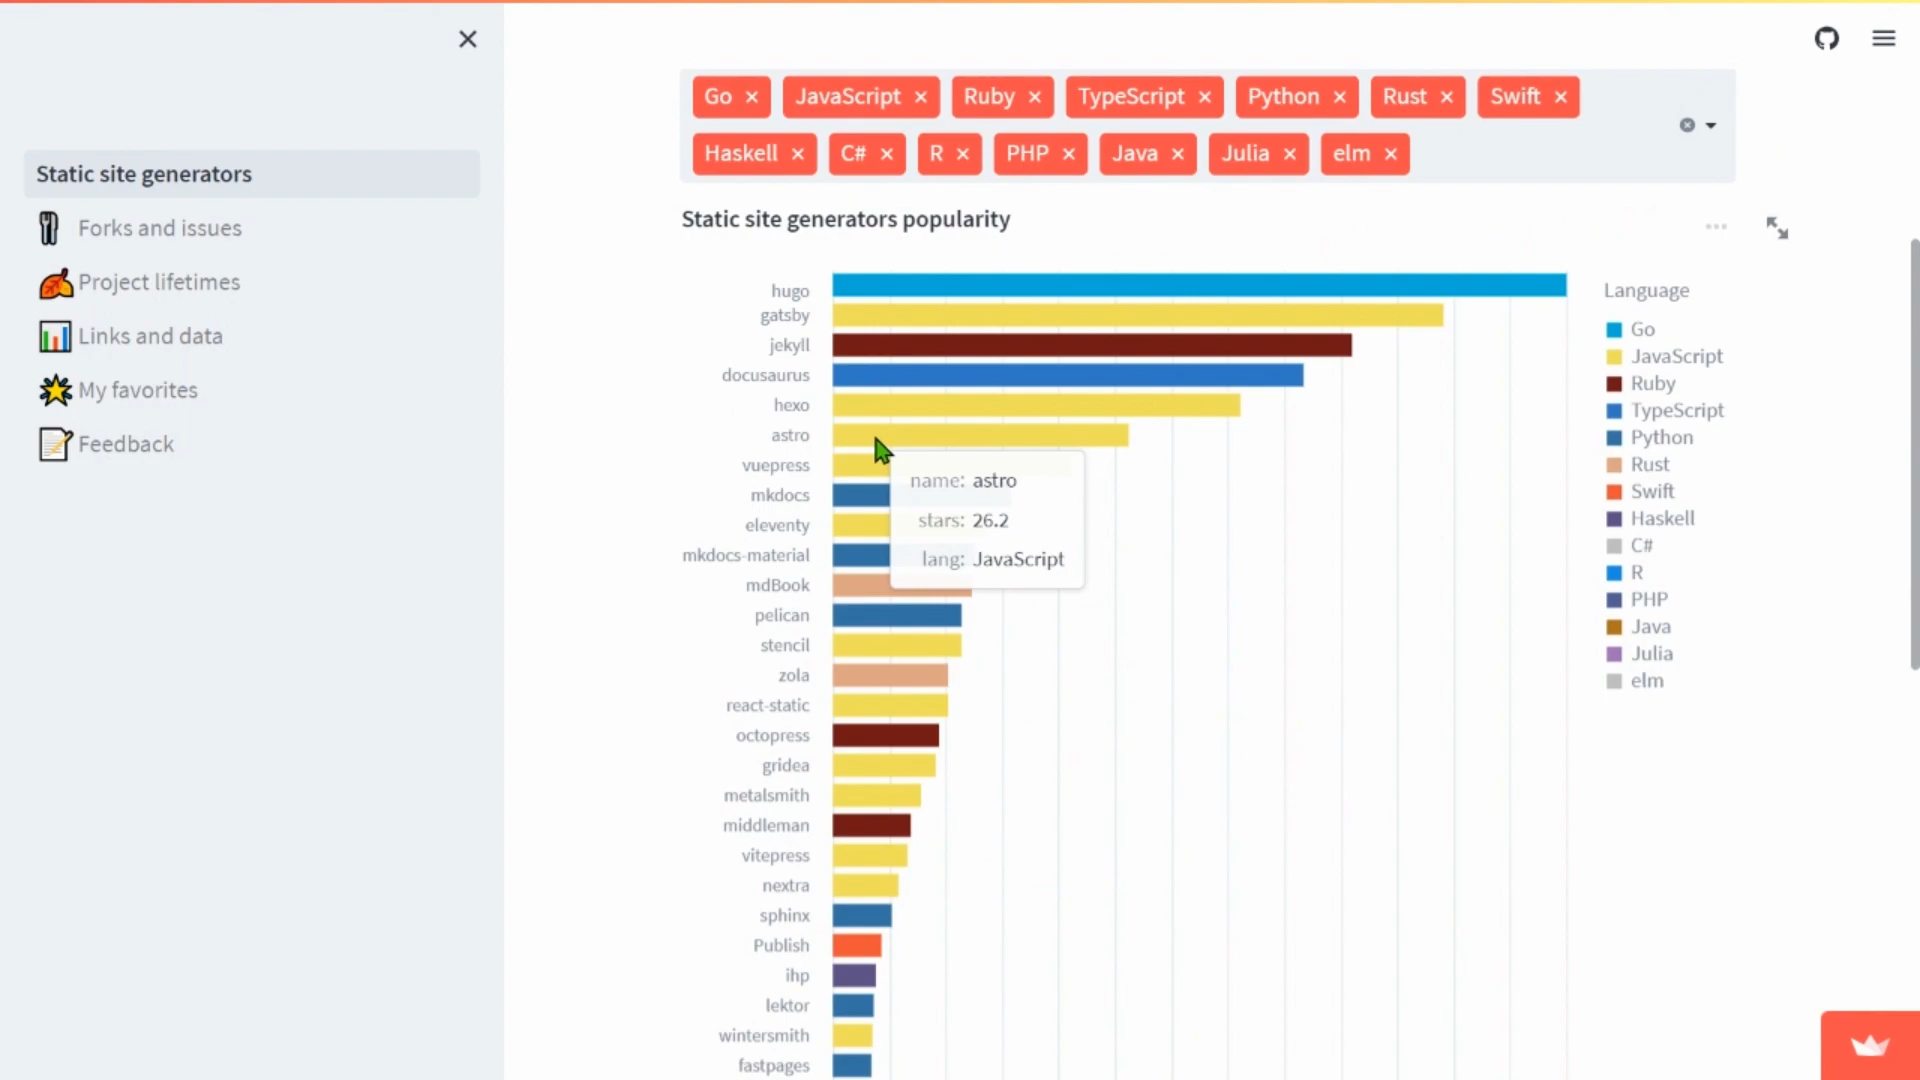 Go × JavaScript × Ruby × TypeScript × Python × Rust × Swift ×
Haskell × C# × R × PHP × Java × Julia × elm ×
Static site generators
Forks and issues
Project lifetimes
Links and data
My favorites
Feedback
Static site generators popularity
hugo
gatsby
jekyll
docusaurus
hexo
astro
vuepress
mkdocs
eleventy
mkdocs-material
mdBook
pelican
stencil
zola
react-static
octopress
gridea
metalsmith
middleman
vitepress
nextra
sphinx
Publish
ihp
lektor
wintersmith
fastpages
name: astro
stars: 26.2
lang: JavaScript
Language
Go
JavaScript
Ruby
TypeScript
Python
Rust
Swift
Haskell
C#
R
PHP
Java
Julia
elm